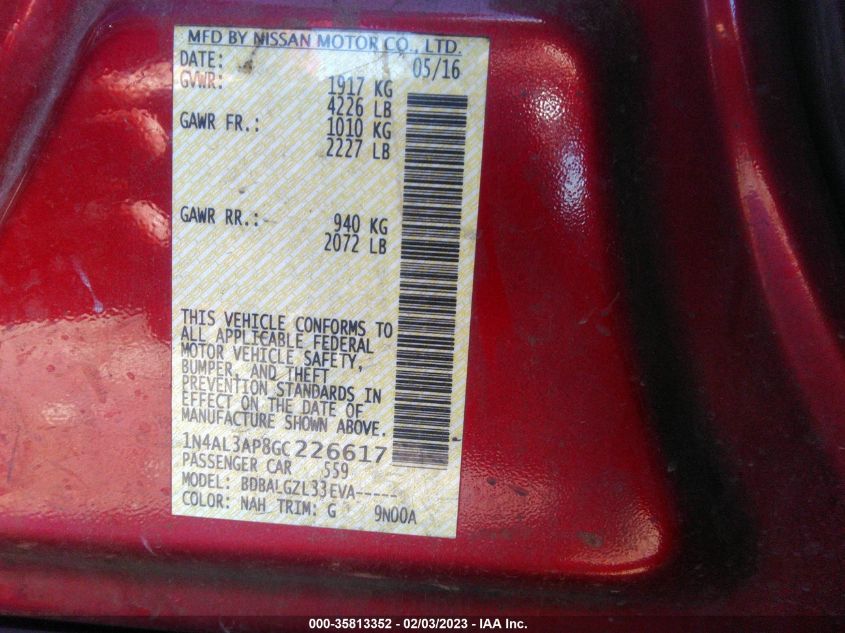 MFD BY NISSAN MOTOR CO., LTD.
DATE: 05/16
GVWR: 1917 KG
4226 LB
GAWR FR.: 1010 KG
2227 LB
GAWR RR.: 940 KG
2072 LB
THIS VEHICLE CONFORMS TO
ALL APPLICABLE FEDERAL
MOTOR VEHICLE SAFETY,
BUMPER, AND THEFT
PREVENTION STANDARDS IN
EFFECT ON THE DATE OF
MANUFACTURE SHOWN ABOVE.
1N4AL3AP8GC226617
PASSENGER CAR 559
MODEL: BDBALGZL33EVA-----
COLOR: NAH TRIM: G 9N00A
000-35813352 - 02/03/2023 - IAA Inc.